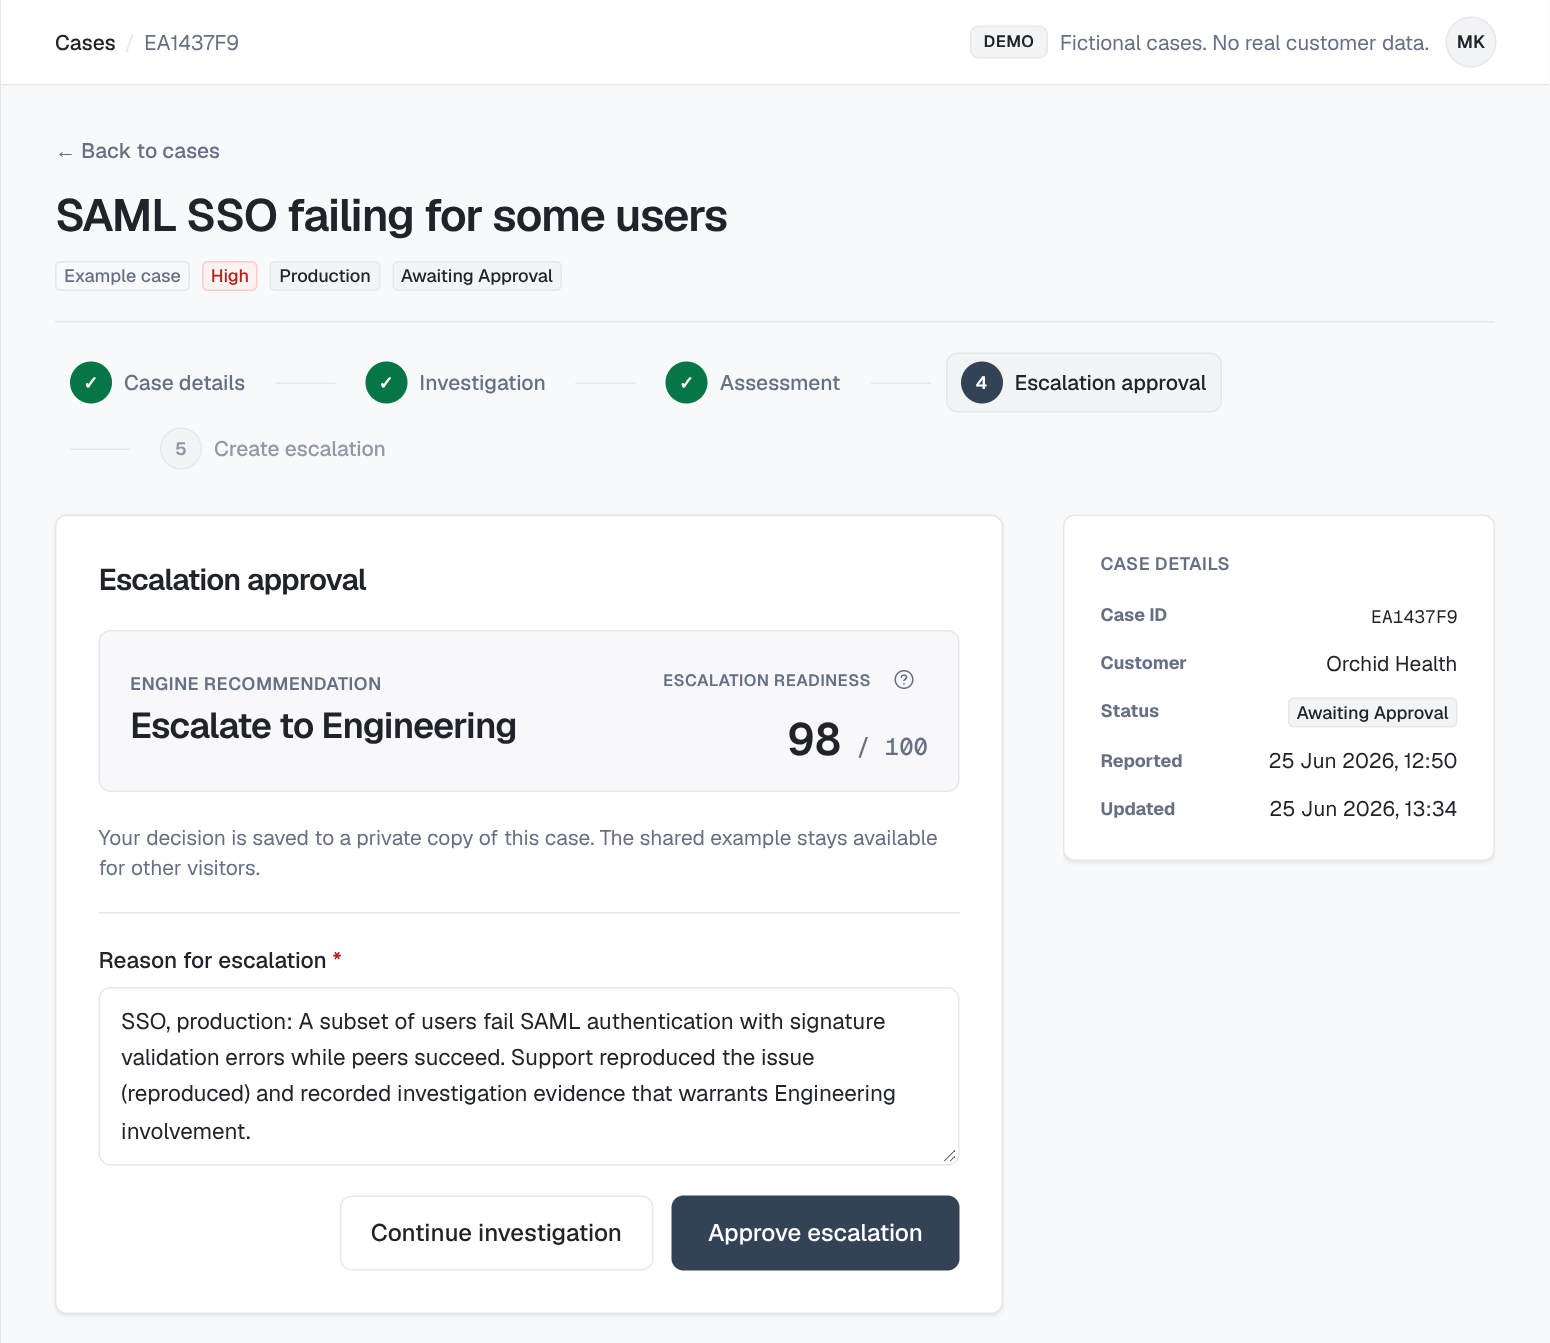 Cases / EA1437F9
DEMO Fictional cases. No real customer data. MK
← Back to cases
SAML SSO failing for some users
Example case High Production Awaiting Approval
✓ Case details ✓ Investigation ✓ Assessment 4 Escalation approval
5 Create escalation
Escalation approval
ENGINE RECOMMENDATION
Escalate to Engineering
ESCALATION READINESS ?
98 / 100
Your decision is saved to a private copy of this case. The shared example stays available
for other visitors.
Reason for escalation *
SSO, production: A subset of users fail SAML authentication with signature
validation errors while peers succeed. Support reproduced the issue
(reproduced) and recorded investigation evidence that warrants Engineering
involvement.
Continue investigation Approve escalation
CASE DETAILS
Case ID EA1437F9
Customer Orchid Health
Status Awaiting Approval
Reported 25 Jun 2026, 12:50
Updated 25 Jun 2026, 13:34